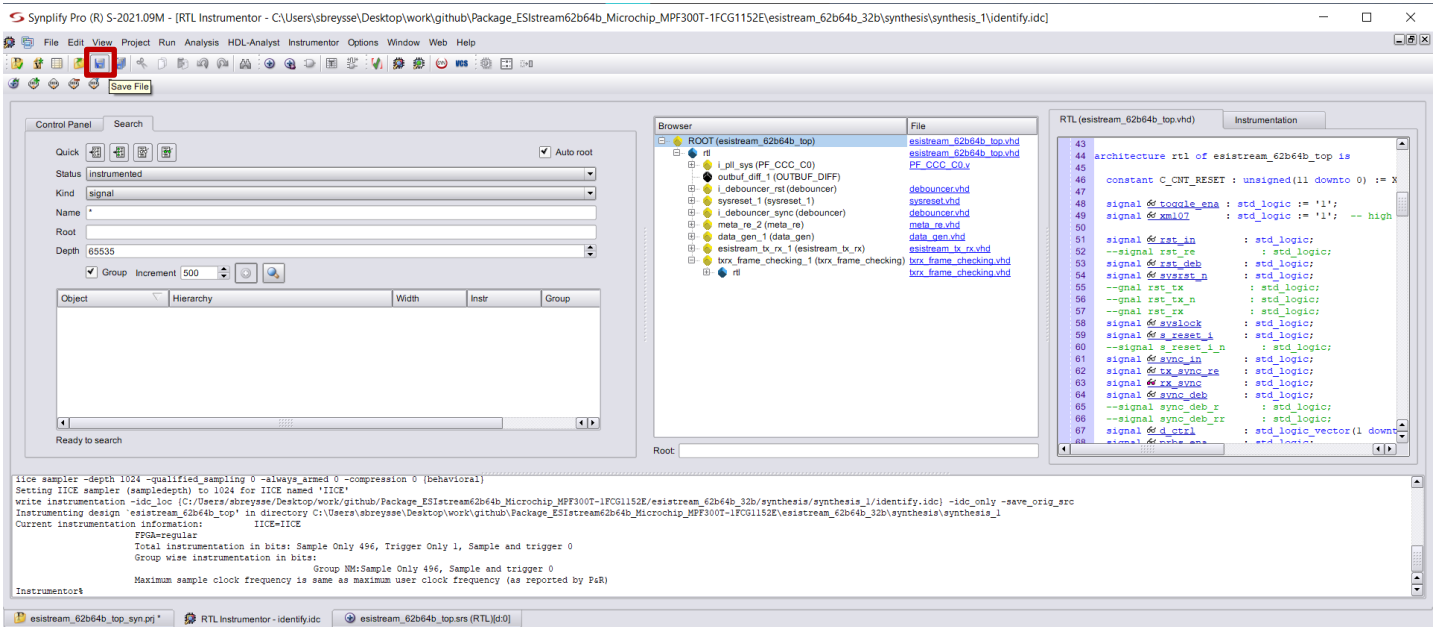 Synplify Pro (R) S-2021.09M - [RTL Instrumentor - C:\Users\sbreysse\Desktop\work\github\Package_ESIstream62b64b_Microchip_MPF300T-1FCG1152E\esistream_62b64b_32b\synthesis\synthesis_1\identify.idc]
File Edit View Project Run Analysis HDL-Analyst Instrumentor Options Window Web Help
VCS
Save File
Control Panel Search
Quick Auto root
Status instrumented
Kind signal
Name *
Root
Depth 65535
Group Increment 500
Object Hierarchy Width Instr Group
Ready to search
Browser File
ROOT (esistream_62b64b_top) esistream_62b64b_top.vhd
rtl esistream_62b64b_top.vhd
i_pll_sys (PF_CCC_C0) PF_CCC_C0.v
outbuf_diff_1 (OUTBUF_DIFF)
i_debouncer_rst (debouncer) debouncer.vhd
sysreset_1 (sysreset_1) sysreset.vhd
i_debouncer_sync (debouncer) debouncer.vhd
meta_re_2 (meta_re) meta_re.vhd
data_gen_1 (data_gen) data_gen.vhd
esistream_tx_rx_1 (esistream_tx_rx) esistream_tx_rx.vhd
txrx_frame_checking_1 (txrx_frame_checking) txrx_frame_checking.vhd
rtl txrx_frame_checking.vhd
Root:
RTL (esistream_62b64b_top.vhd) Instrumentation
43
44 architecture rtl of esistream_62b64b_top is
45
46 constant C_CNT_RESET : unsigned(11 downto 0) := X
47
48 signal toggle_ena : std_logic := '1';
49 signal xm107 : std_logic := '1'; -- high
50
51 signal rst_in : std_logic;
52 --signal rst_re : std_logic;
53 signal rst_deb : std_logic;
54 signal sysrst_n : std_logic;
55 --gnal rst_tx : std_logic;
56 --gnal rst_tx_n : std_logic;
57 --gnal rst_rx : std_logic;
58 signal syslock : std_logic;
59 signal s_reset_i : std_logic;
60 --signal s_reset_i_n : std_logic;
61 signal sync_in : std_logic;
62 signal tx_sync_re : std_logic;
63 signal rx_sync : std_logic;
64 signal sync_deb : std_logic;
65 --signal sync_deb_r : std_logic;
66 --signal sync_deb_rr : std_logic;
67 signal d_ctrl : std_logic_vector(1 downt
68 signal prbs_ena : std_logic;
iice sampler -depth 1024 -qualified_sampling 0 -always_armed 0 {behavioral}
Setting IICE sampler (sampledepth) to 1024 for IICE named 'IICE'
write instrumentation -idc_loc {C:/Users/sbreysse/Desktop/work/github/Package_ESIstream62b64b_Microchip_MPF300T-1FCG1152E/esistream_62b64b_32b/synthesis/synthesis_1/identify.idc} -idc_only -save_orig_src
Instrumenting design `esistream_62b64b_top' in directory C:\Users\sbreysse\Desktop\work\github\Package_ESIstream62b64b_Microchip_MPF300T-1FCG1152E\esistream_62b64b_32b\synthesis\synthesis_1
Current instrumentation information: IICE=IICE
FPGA=regular
Total instrumentation in bits: Sample Only 496, Trigger Only 1, Sample and trigger 0
Group wise instrumentation in bits:
Group NM:Sample Only 496, Sample and trigger 0
Maximum sample clock frequency is same as maximum user clock frequency (as reported by P&R)
Instrumentor%
esistream_62b64b_top_syn.prj * RTL Instrumentor - identify.idc esistream_62b64b_top.srs (RTL)[d:0]